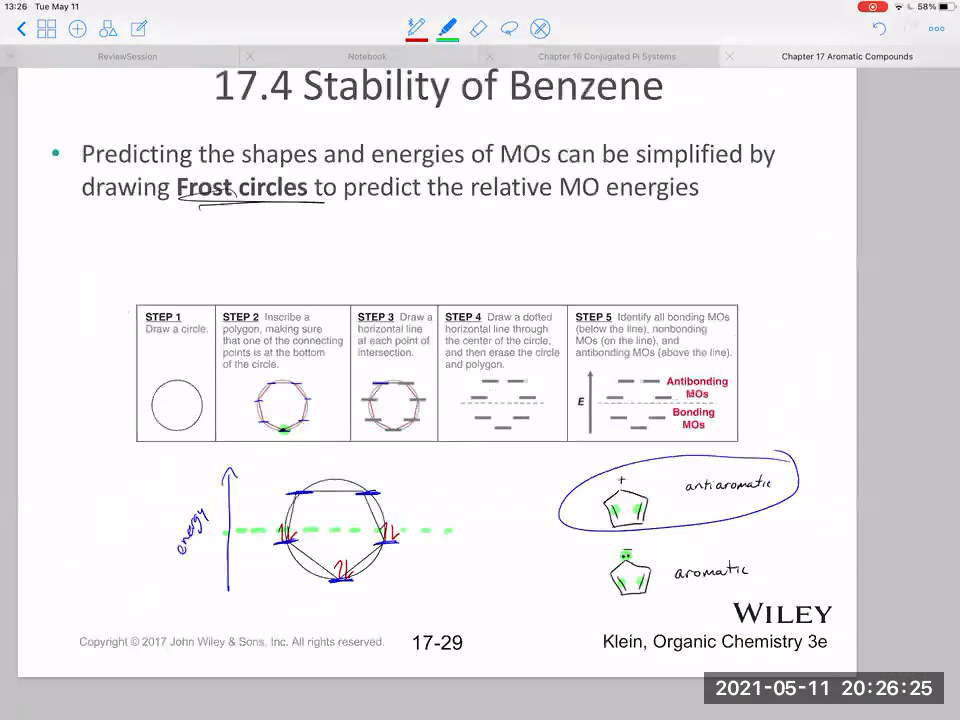 13:26 Tue May 11
58%
ReviewSession
Notebook
Chapter 16 Conjugated Pi Systems
Chapter 17 Aromatic Compounds
17.4 Stability of Benzene
• Predicting the shapes and energies of MOs can be simplified by
drawing Frost circles to predict the relative MO energies
STEP 1
Draw a circle.
STEP 2 Inscribe a
polygon, making sure
that one of the connecting
points is at the bottom
of the circle.
STEP 3 Draw a
horizontal line
at each point of
intersection.
STEP 4 Draw a dotted
horizontal line through
the center of the circle,
and then erase the circle
and polygon.
STEP 5 Identify all bonding MOs
(below the line), nonbonding
MOs (on the line), and
antibonding MOs (above the line).
E
Antibonding
MOs
Bonding
MOs
energy
+
antiaromatic
aromatic
WILEY
Copyright © 2017 John Wiley & Sons, Inc. All rights reserved.
17-29
Klein, Organic Chemistry 3e
2021-05-11 20:26:25